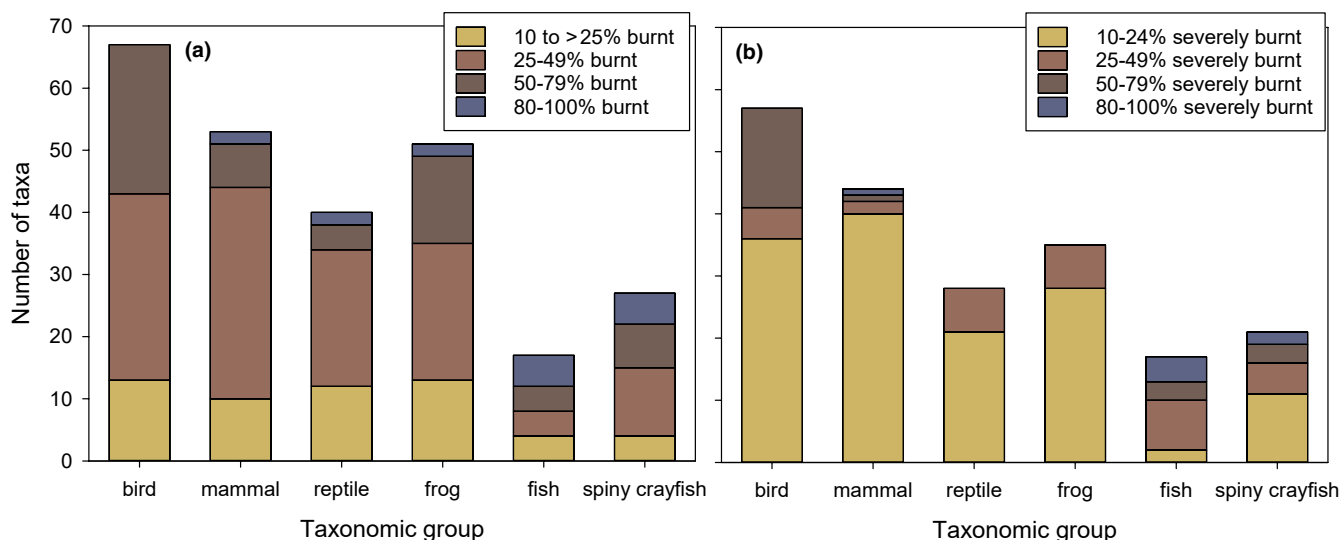 (a)
10 to >25% burnt
25-49% burnt
50-79% burnt
80-100% burnt
Number of taxa
70
60
50
40
30
20
10
0
bird mammal reptile frog fish spiny crayfish
Taxonomic group
(b)
10-24% severely burnt
25-49% severely burnt
50-79% severely burnt
80-100% severely burnt
bird mammal reptile frog fish spiny crayfish
Taxonomic group